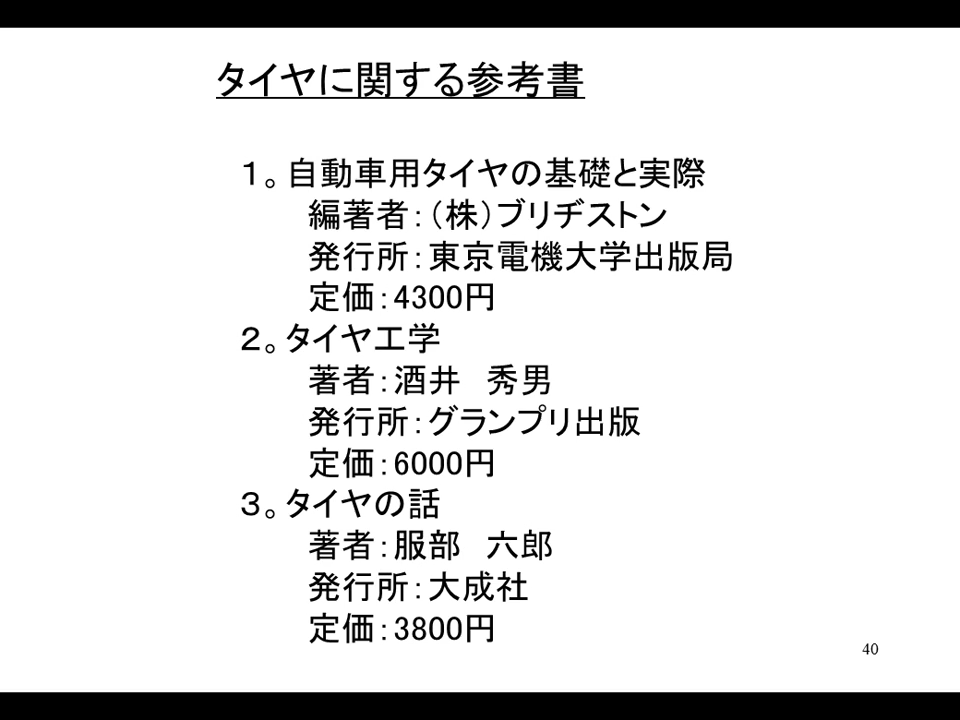 タイヤに関する参考書
１。自動車用タイヤの基礎と実際
編著者：（株）ブリヂストン
発行所：東京電機大学出版局
定価：4300円
２。タイヤ工学
著者：酒井　秀男
発行所：グランプリ出版
定価：6000円
３。タイヤの話
著者：服部　六郎
発行所：大成社
定価：3800円
40